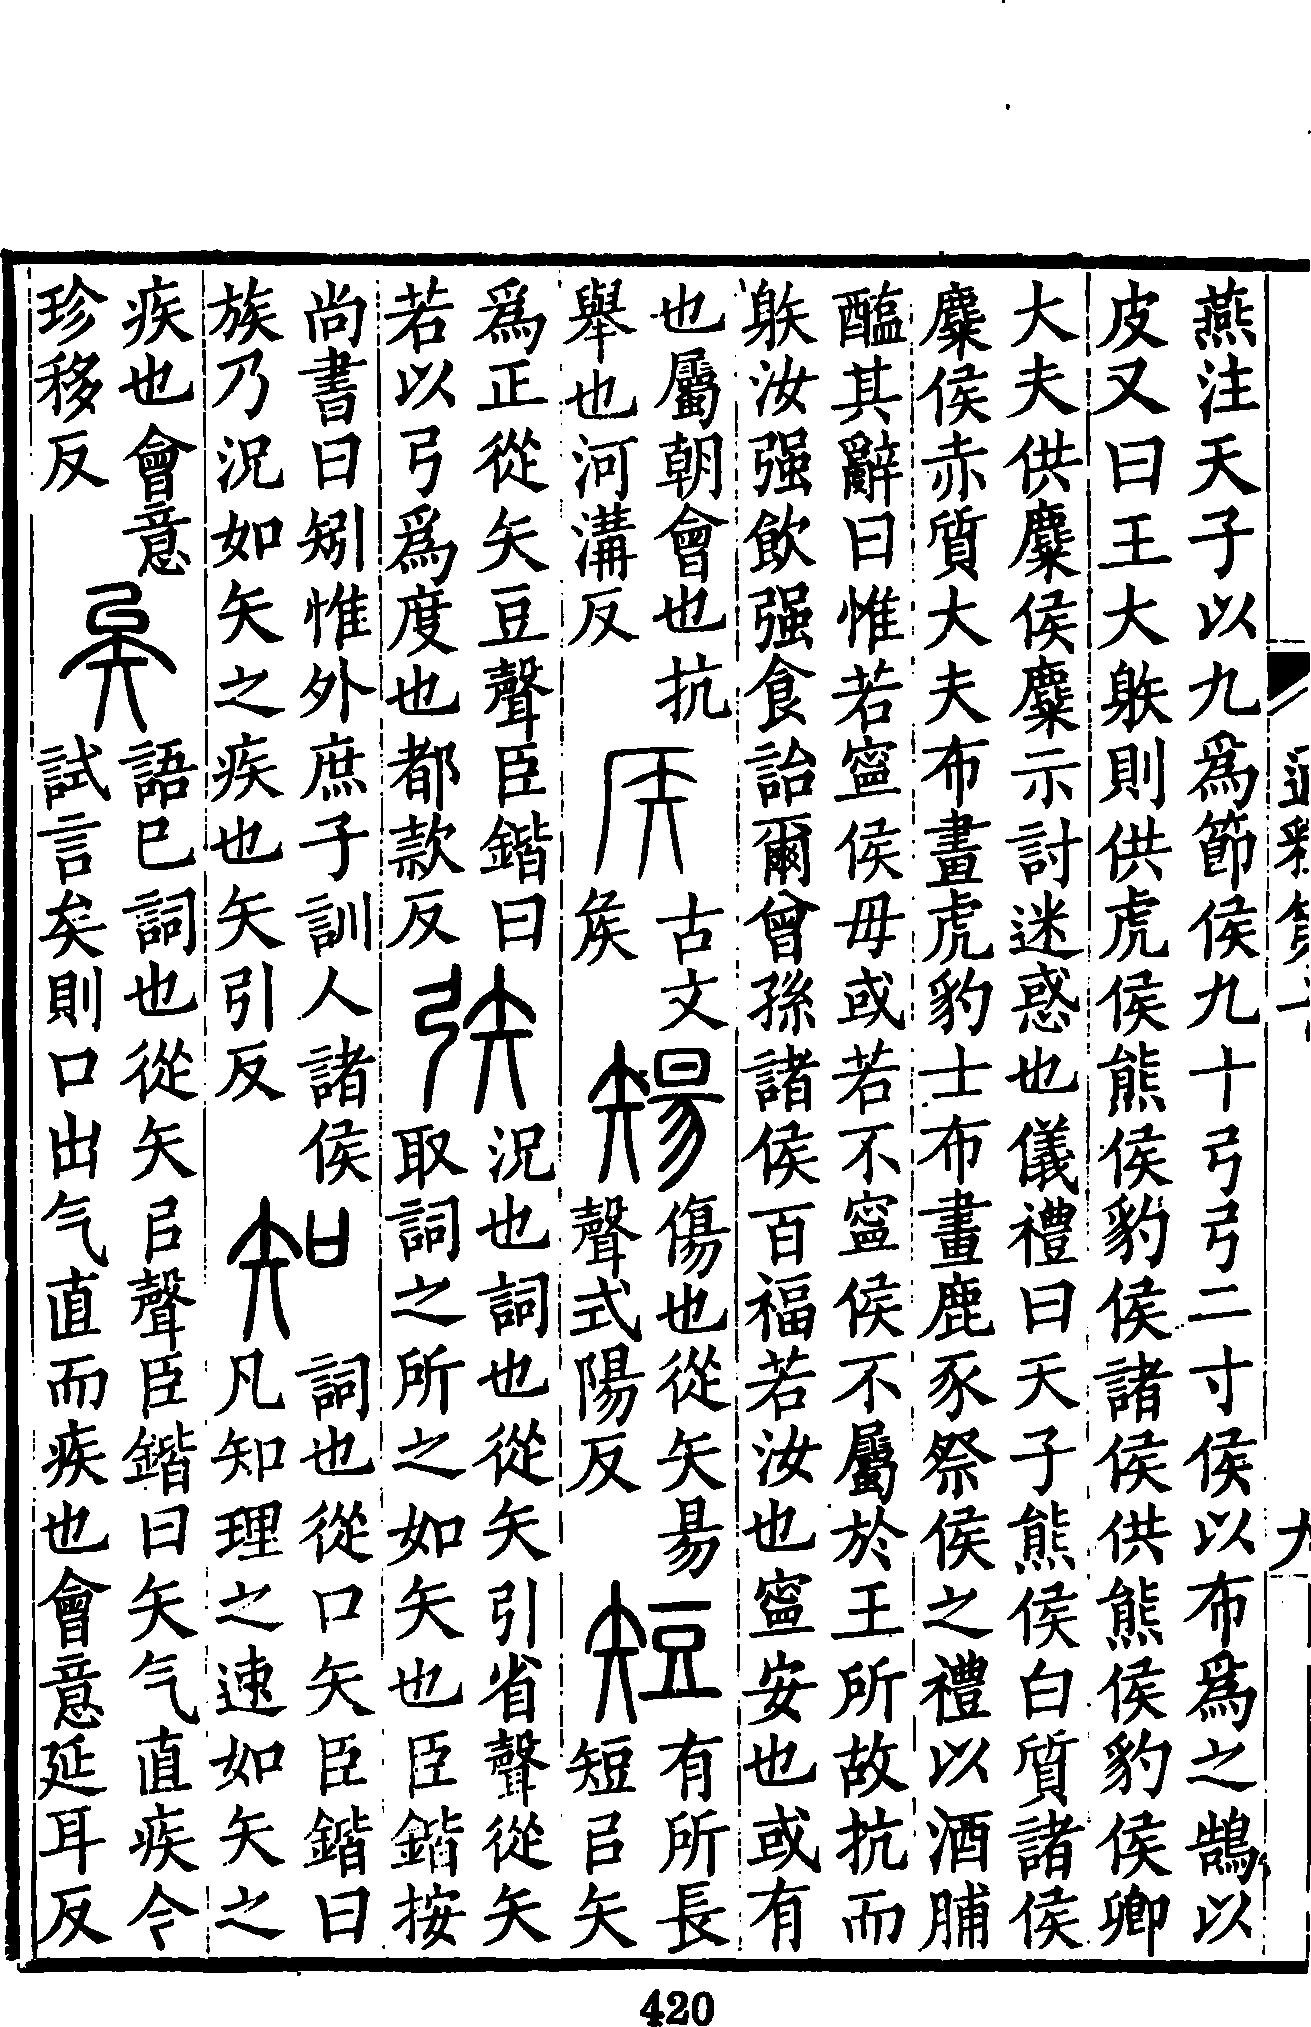 燕注天子以九爲節侯九十弓弓二寸侯以布爲之鵠以
皮又曰王大䠶則供虎侯熊侯豹侯諸侯供熊侯豹侯卿
大夫供麋侯麋示討迷惑也儀禮曰天子熊侯白質諸侯
麋侯赤質大夫布畫虎豹士布畫鹿豕祭侯之禮以酒脯
醢其辭曰惟若寧侯毋或若不寧侯不屬於王所故抗而
䠶汝强飲强食詒爾曾孫諸侯百福若汝也寧安也或有
也屬朝會也抗
舉也河溝反
𥎦
古文
矦
𥏫
傷也從矢昜
聲式陽反
短
有所長
短㠯矢
爲正從矢豆聲臣鍇曰
若以弓爲度也都款反
矤
況也詞也從矢引省聲從矢
取詞之所之如矢也臣鍇按
尚書曰矧惟外庶子訓人諸侯
族乃況如矢之疾也矢引反
知
詞也從口矢臣鍇曰
凡知理之速如矢之
疾也會意
珍移反
矣
語已詞也從矢㠯聲臣鍇曰矢气直疾今
試言矣則口出气直而疾也會意延耳反
420